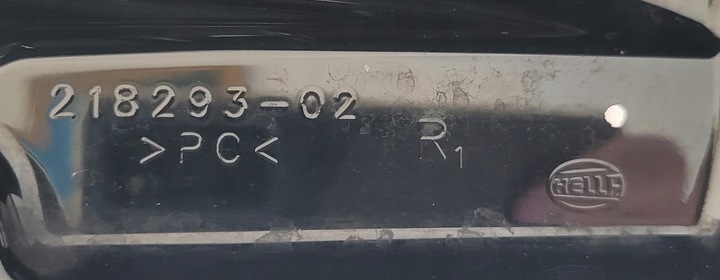 218293-02
>PC< R1
HELLA